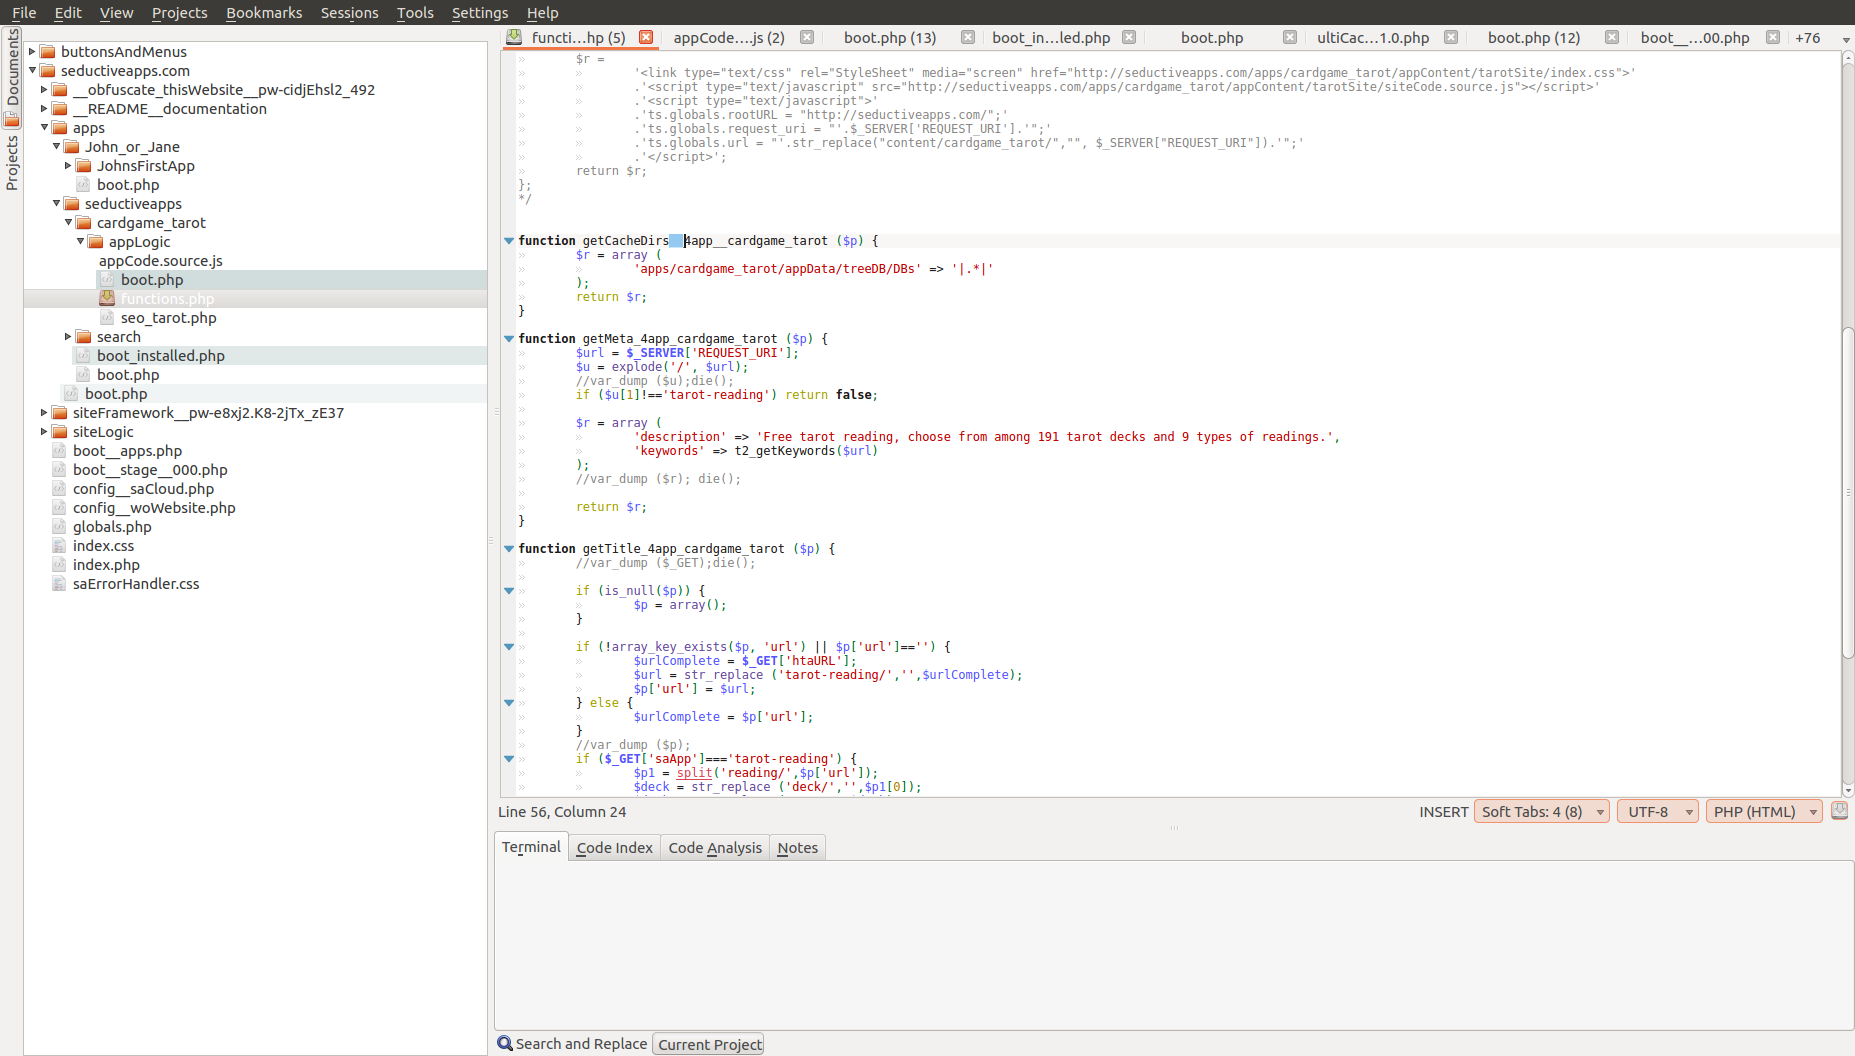 File Edit View Projects Bookmarks Sessions Tools Settings Help
Documents
Projects
buttonsAndMenus
seductiveapps.com
__obfuscate_thisWebsite__pw-cidjEhsl2_492
__README__documentation
apps
John_or_Jane
JohnsFirstApp
boot.php
seductiveapps
cardgame_tarot
appLogic
appCode.source.js
boot.php
functions.php
seo_tarot.php
search
boot_installed.php
boot.php
boot.php
siteFramework__pw-e8xj2.K8-2jTx_zE37
siteLogic
boot__apps.php
boot__stage__000.php
config__saCloud.php
config__woWebsite.php
globals.php
index.css
index.php
saErrorHandler.css
functi...hp (5) appCode....js (2) boot.php (13) boot_in...led.php boot.php ultiCac...1.0.php boot.php (12) boot__...00.php +76
$r =
'<link type="text/css" rel="StyleSheet" media="screen" href="http://seductiveapps.com/apps/cardgame_tarot/appContent/tarotSite/index.css">'
.'<script type="text/javascript" src="http://seductiveapps.com/apps/cardgame_tarot/appContent/tarotSite/siteCode.source.js"></script>'
.'<script type="text/javascript">'
.'ts.globals.rootURL = "http://seductiveapps.com/";'
.'ts.globals.request_uri = "'.$_SERVER['REQUEST_URI'].'";'
.'ts.globals.url = "'.str_replace("content/cardgame_tarot/","", $_SERVER["REQUEST_URI"]).'";'
.'</script>';
return $r;
};
*/
function getCacheDirs__4app__cardgame_tarot ($p) {
$r = array (
'apps/cardgame_tarot/appData/treeDB/DBs' => '|.*|'
);
return $r;
}
function getMeta_4app_cardgame_tarot ($p) {
$url = $_SERVER['REQUEST_URI'];
$u = explode('/', $url);
//var_dump ($u);die();
if ($u[1]!=='tarot-reading') return false;
$r = array (
'description' => 'Free tarot reading, choose from among 191 tarot decks and 9 types of readings.',
'keywords' => t2_getKeywords($url)
);
//var_dump ($r); die();
return $r;
}
function getTitle_4app_cardgame_tarot ($p) {
//var_dump ($_GET);die();
if (is_null($p)) {
$p = array();
}
if (!array_key_exists($p, 'url') || $p['url']=='') {
$urlComplete = $_GET['htaURL'];
$url = str_replace ('tarot-reading/','',$urlComplete);
$p['url'] = $url;
} else {
$urlComplete = $p['url'];
}
//var_dump ($p);
if ($_GET['saApp']==='tarot-reading') {
$p1 = split('reading/',$p['url']);
$deck = str_replace ('deck/','',$p1[0]);
Line 56, Column 24 INSERT Soft Tabs: 4 (8) UTF-8 PHP (HTML)
Terminal Code Index Code Analysis Notes
Search and Replace Current Project